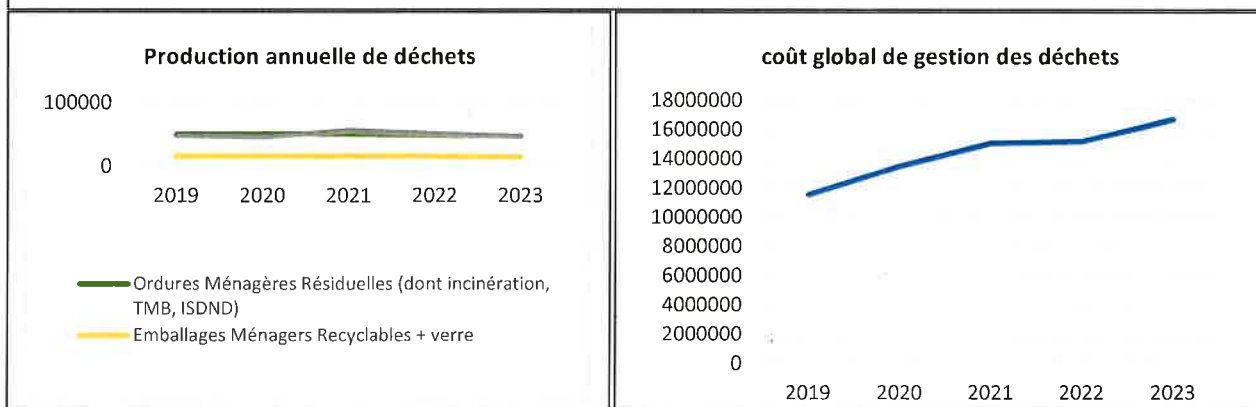 Production annuelle de déchets
100000
0
2019 2020 2021 2022 2023
Ordures Ménagères Résiduelles (dont incinération,
TMB, ISDND)
Emballages Ménagers Recyclables + verre
coût global de gestion des déchets
18000000
16000000
14000000
12000000
10000000
8000000
6000000
4000000
2000000
0
2019 2020 2021 2022 2023